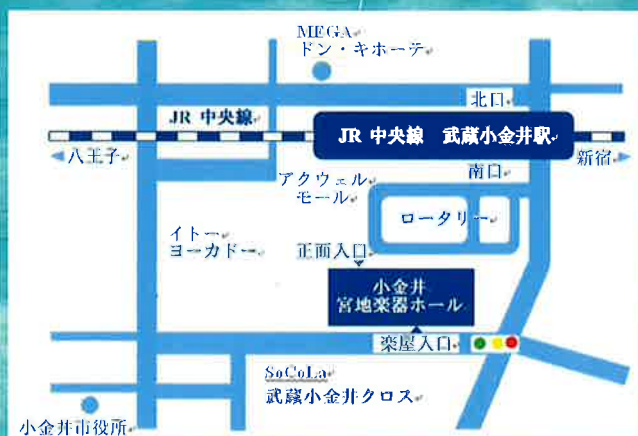 MEGA
ドン・キホーテ
北口
JR 中央線
JR 中央線 武蔵小金井駅
八王子
新宿
南口
アクウェル
モール
ロータリー
イトー
ヨーカドー
正面入口
小金井
宮地楽器ホール
楽屋入口
SoCoLa
武蔵小金井クロス
小金井市役所